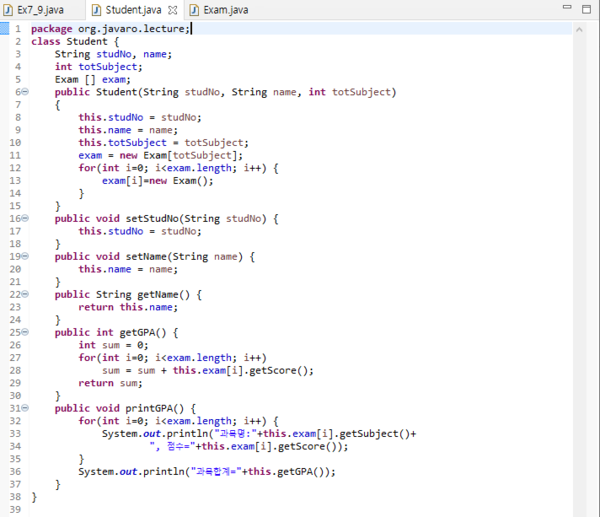 Ex7_9.java Student.java Exam.java
1 package org.javaro.lecture;
2 class Student {
3 String studNo, name;
4 int totSubject;
5 Exam [] exam;
6 public Student(String studNo, String name, int totSubject)
7 {
8 this.studNo = studNo;
9 this.name = name;
10 this.totSubject = totSubject;
11 exam = new Exam[totSubject];
12 for(int i=0; i<exam.length; i++) {
13 exam[i]=new Exam();
14 }
15 }
16 public void setStudNo(String studNo) {
17 this.studNo = studNo;
18 }
19 public void setName(String name) {
20 this.name = name;
21 }
22 public String getName() {
23 return this.name;
24 }
25 public int getGPA() {
26 int sum = 0;
27 for(int i=0; i<exam.length; i++)
28 sum = sum + this.exam[i].getScore();
29 return sum;
30 }
31 public void printGPA() {
32 for(int i=0; i<exam.length; i++) {
33 System.out.println("과목명:"+this.exam[i].getSubject()+
34 ", 점수="+this.exam[i].getScore());
35 }
36 System.out.println("과목합계="+this.getGPA());
37 }
38 }
39